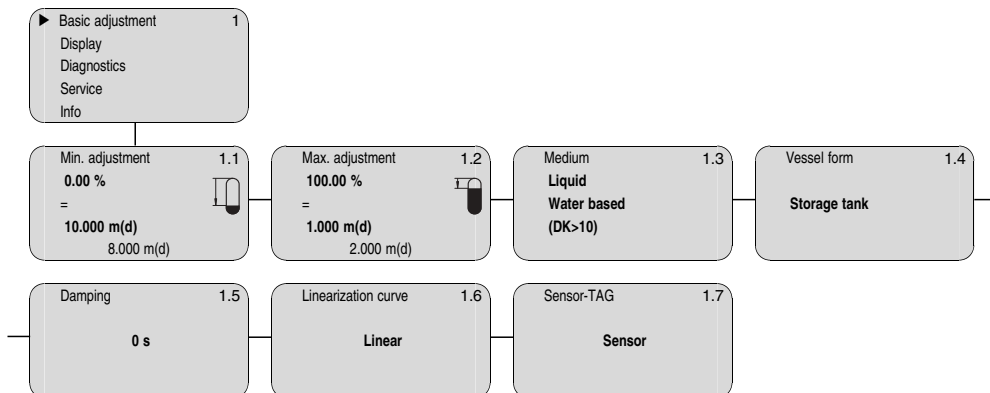 ▶ Basic adjustment 1
Display
Diagnostics
Service
Info
Min. adjustment 1.1
0.00 %
=
10.000 m(d)
8.000 m(d)
Max. adjustment 1.2
100.00 %
=
1.000 m(d)
2.000 m(d)
Medium 1.3
Liquid
Water based
(DK>10)
Vessel form 1.4
Storage tank
Damping 1.5
0 s
Linearization curve 1.6
Linear
Sensor-TAG 1.7
Sensor